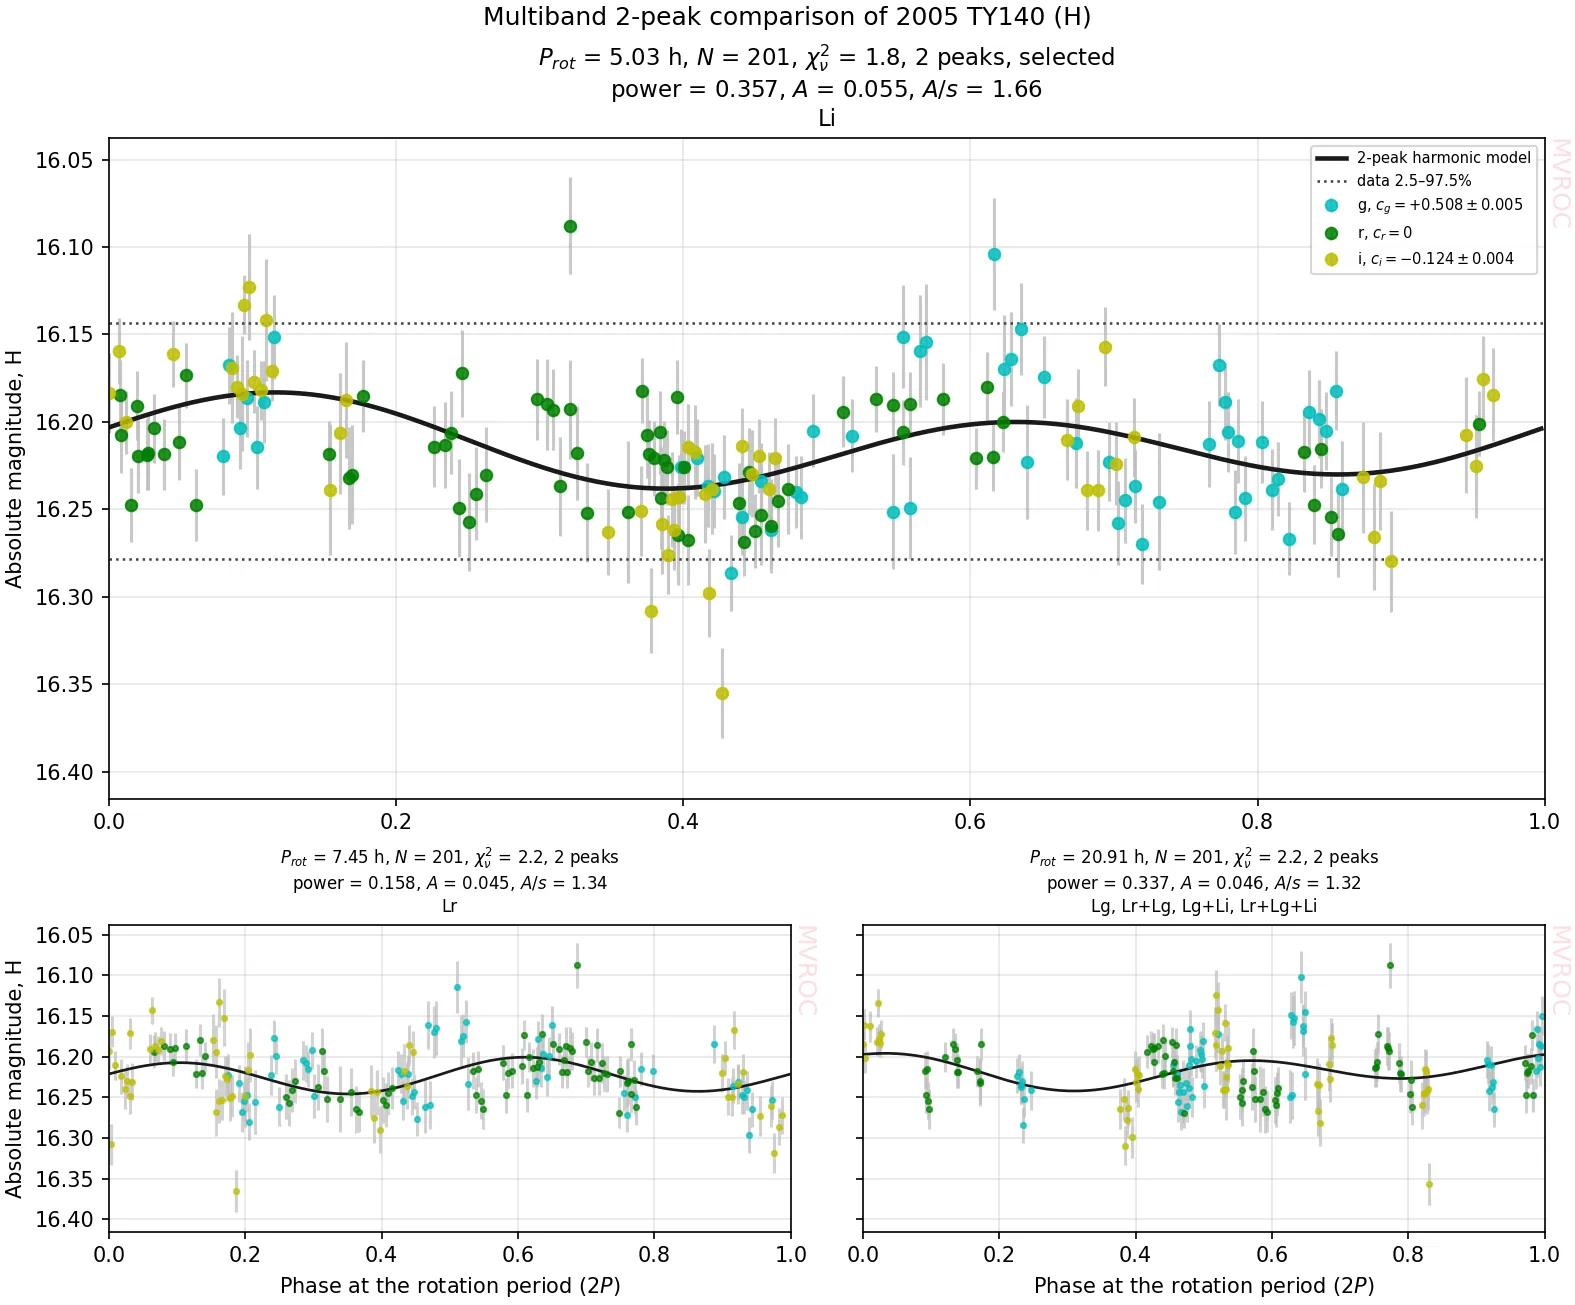 Multiband 2-peak comparison of 2005 TY140 (H)
P_rot = 5.03 h, N = 201, χ²_ν = 1.8, 2 peaks, selected
power = 0.357, A = 0.055, A/s = 1.66
Li
Absolute magnitude, H
16.05
16.10
16.15
16.20
16.25
16.30
16.35
16.40
2-peak harmonic model
data 2.5–97.5%
g, c_g = +0.508 ± 0.005
r, c_r = 0
i, c_i = −0.124 ± 0.004
MVROC
0.0 0.2 0.4 0.6 0.8 1.0
P_rot = 7.45 h, N = 201, χ²_ν = 2.2, 2 peaks
power = 0.158, A = 0.045, A/s = 1.34
Lr
Absolute magnitude, H
16.05
16.10
16.15
16.20
16.25
16.30
16.35
16.40
MVROC
0.0 0.2 0.4 0.6 0.8 1.0
Phase at the rotation period (2P)
P_rot = 20.91 h, N = 201, χ²_ν = 2.2, 2 peaks
power = 0.337, A = 0.046, A/s = 1.32
Lg, Lr+Lg, Lg+Li, Lr+Lg+Li
MVROC
0.0 0.2 0.4 0.6 0.8 1.0
Phase at the rotation period (2P)